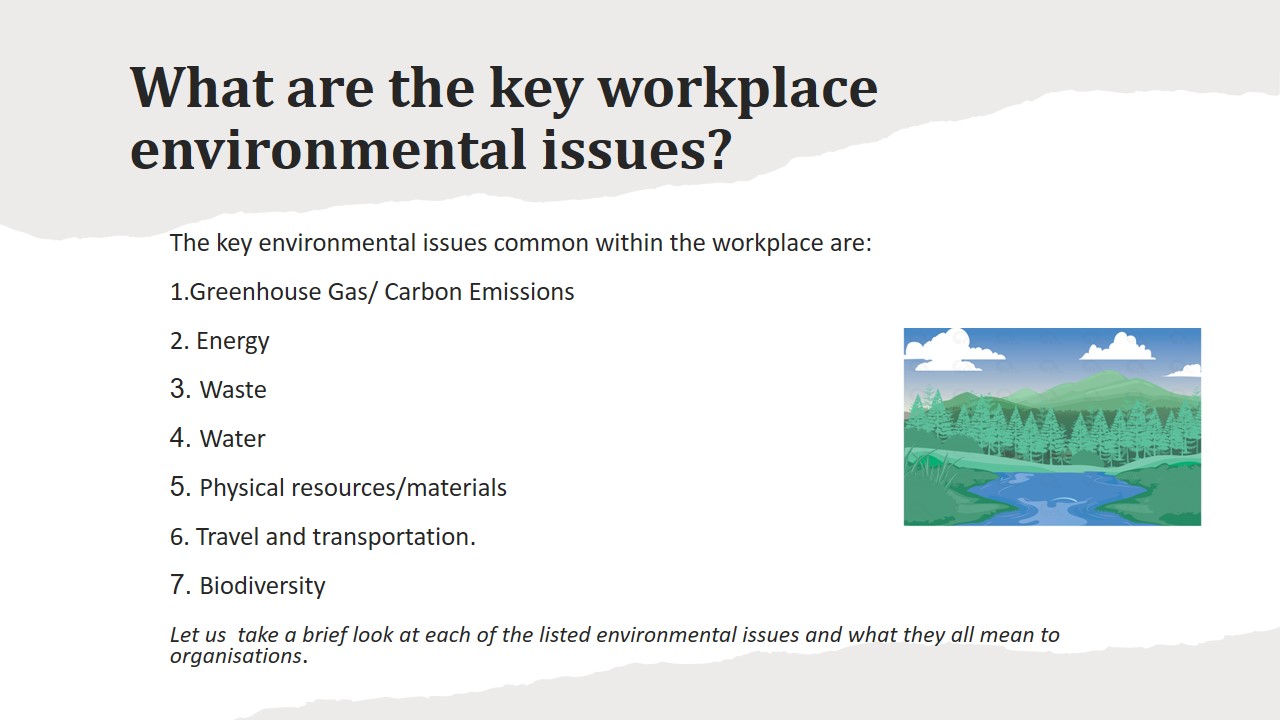 What are the key workplace
environmental issues?
The key environmental issues common within the workplace are:
1.Greenhouse Gas/ Carbon Emissions
2. Energy
3. Waste
4. Water
5. Physical resources/materials
6. Travel and transportation.
7. Biodiversity
Let us  take a brief look at each of the listed environmental issues and what they all mean to
organisations.